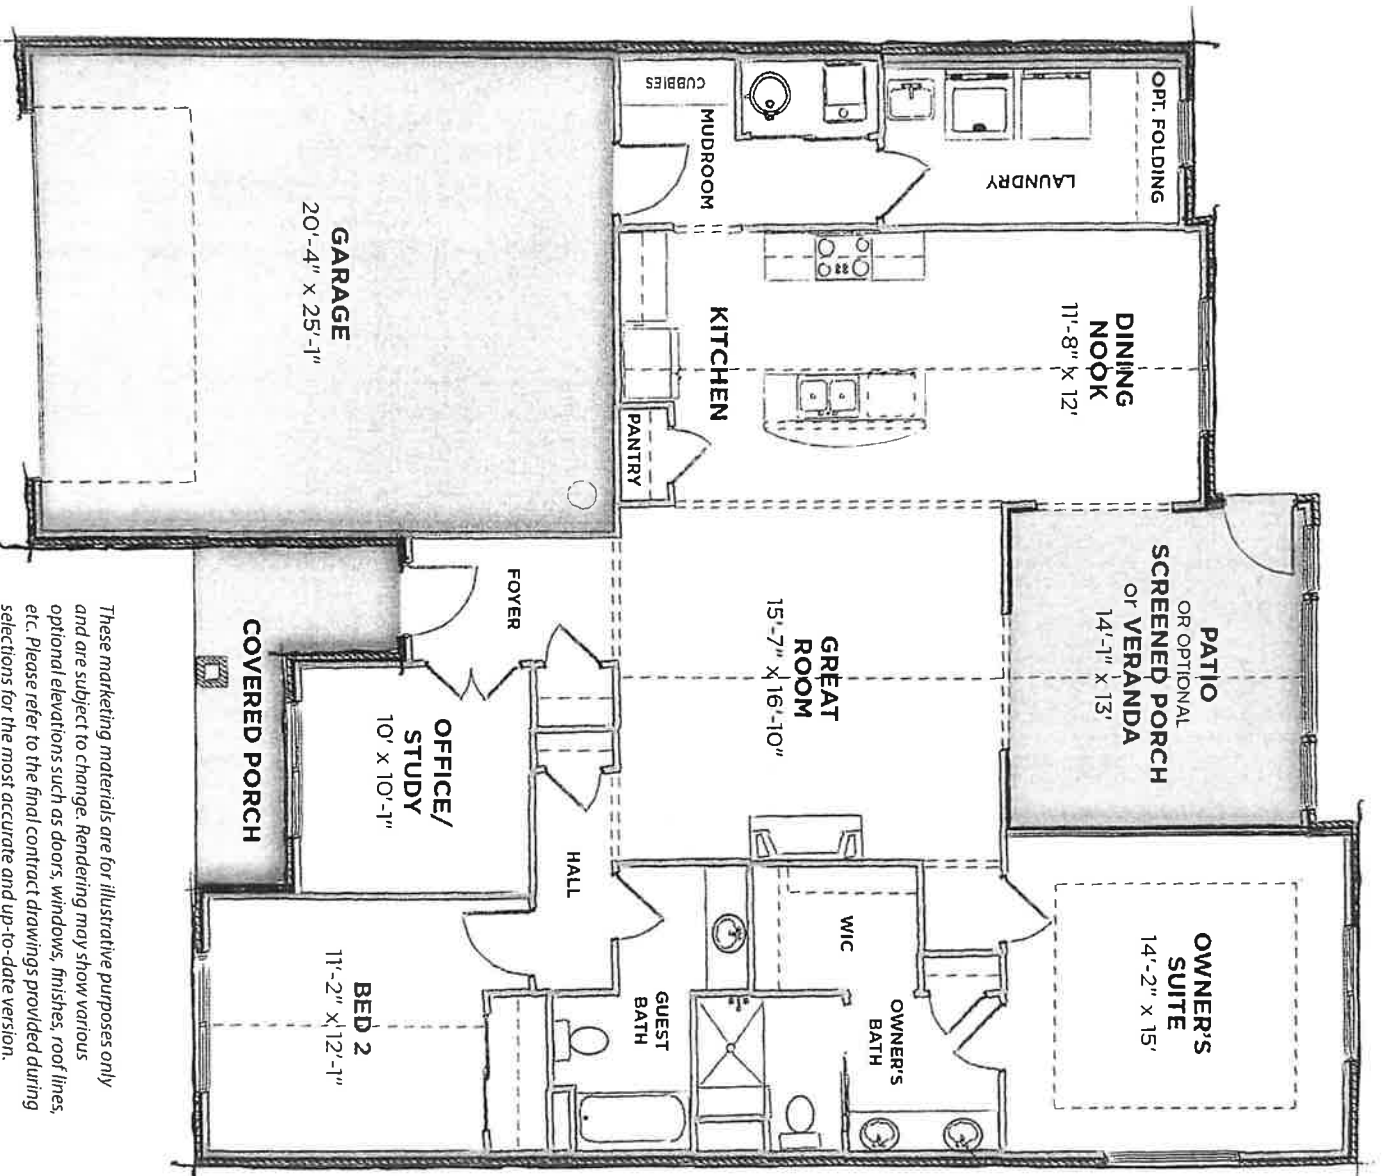 OPT. FOLDING
LAUNDRY
CUBBIES
MUDROOM
DINING
NOOK
11'-8" x 12'
KITCHEN
PANTRY
GARAGE
20'-4" x 25'-1"
PATIO
OR OPTIONAL
SCREENED PORCH
or VERANDA
14'-1" x 13'
GREAT
ROOM
15'-7" x 16'-10"
FOYER
OFFICE/
STUDY
10' x 10'-1"
COVERED PORCH
HALL
OWNER'S
SUITE
14'-2" x 15'
WIC
OWNER'S
BATH
GUEST
BATH
BED 2
11'-2" x 12'-1"
These marketing materials are for illustrative purposes only
and are subject to change. Rendering may show various
optional elevations such as doors, windows, finishes, roof lines,
etc. Please refer to the final contract drawings provided during
selections for the most accurate and up-to-date version.